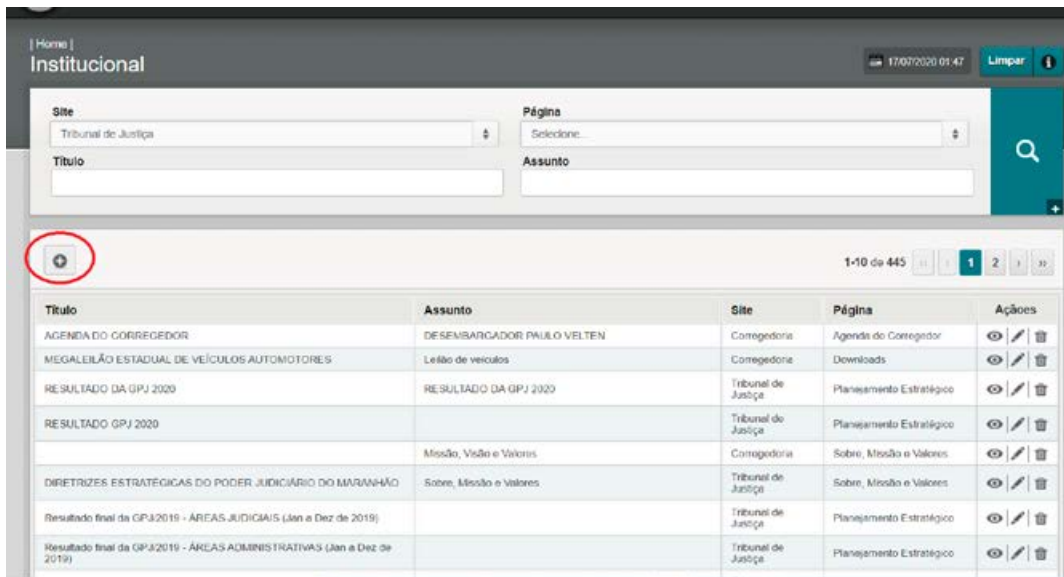 | Home |
Institucional
17/07/2020 01:47
Limpar
Site
Página
Tribunal de Justiça
Selecione...
Título
Assunto
1-10 de 445
1 2
Título Assunto Site Página Ações
AGENDA DO CORREGEDOR DESEMBARGADOR PAULO VELTEN Corregedoria Agenda do Corregedor
MEGALEILÃO ESTADUAL DE VEÍCULOS AUTOMOTORES Leilão de veículos Corregedoria Downloads
RESULTADO DA GPJ 2020 RESULTADO DA GPJ 2020 Tribunal de Justiça Planejamento Estratégico
RESULTADO GPJ 2020 Tribunal de Justiça Planejamento Estratégico
Missão, Visão e Valores Corregedoria Sobre, Missão e Valores
DIRETRIZES ESTRATÉGICAS DO PODER JUDICIÁRIO DO MARANHÃO Sobre, Missão e Valores Tribunal de Justiça Sobre, Missão e Valores
Resultado final da GPJ/2019 - ÁREAS JUDICIAIS (Jan a Dez de 2019) Tribunal de Justiça Planejamento Estratégico
Resultado final da GPJ/2019 - ÁREAS ADMINISTRATIVAS (Jan a Dez de 2019) Tribunal de Justiça Planejamento Estratégico